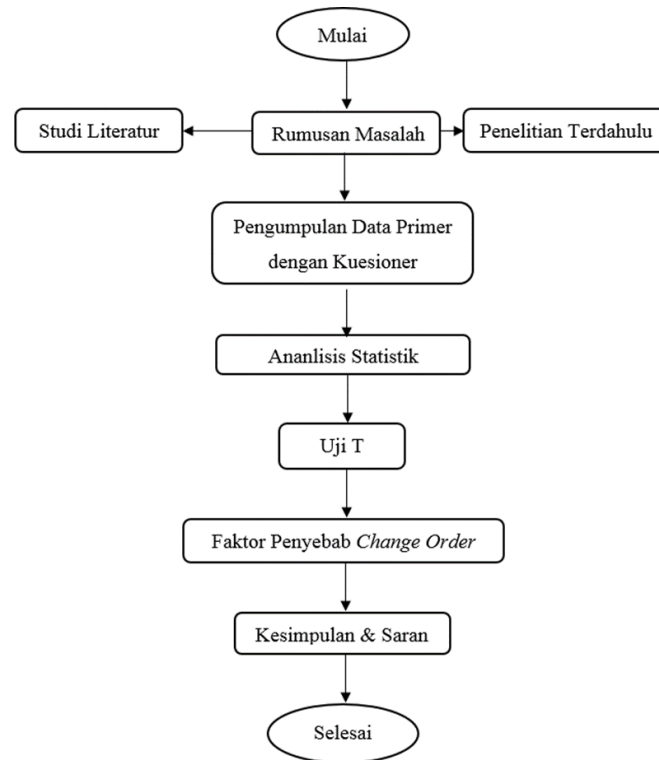 Mulai
Studi Literatur
Rumusan Masalah
Penelitian Terdahulu
Pengumpulan Data Primer
dengan Kuesioner
Ananlisis Statistik
Uji T
Faktor Penyebab Change Order
Kesimpulan & Saran
Selesai